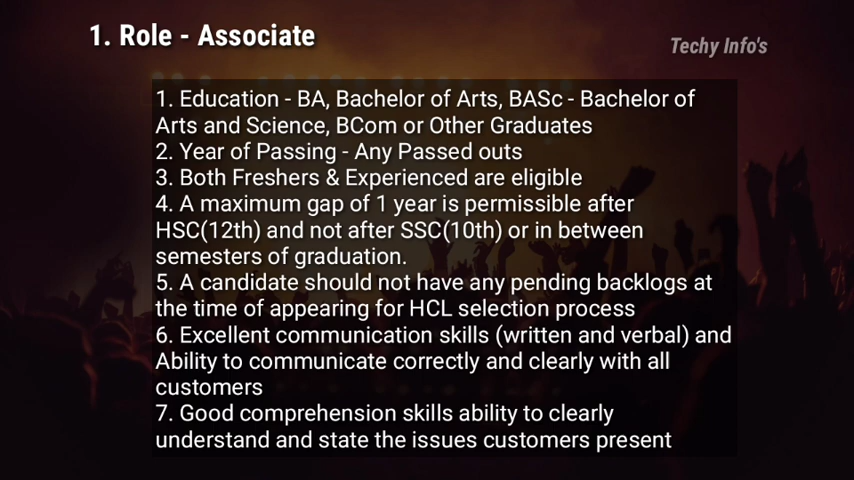 1. Role - Associate
Techy Info's
1. Education - BA, Bachelor of Arts, BASc - Bachelor of
Arts and Science, BCom or Other Graduates
2. Year of Passing - Any Passed outs
3. Both Freshers & Experienced are eligible
4. A maximum gap of 1 year is permissible after
HSC(12th) and not after SSC(10th) or in between
semesters of graduation.
5. A candidate should not have any pending backlogs at
the time of appearing for HCL selection process
6. Excellent communication skills (written and verbal) and
Ability to communicate correctly and clearly with all
customers
7. Good comprehension skills ability to clearly
understand and state the issues customers present